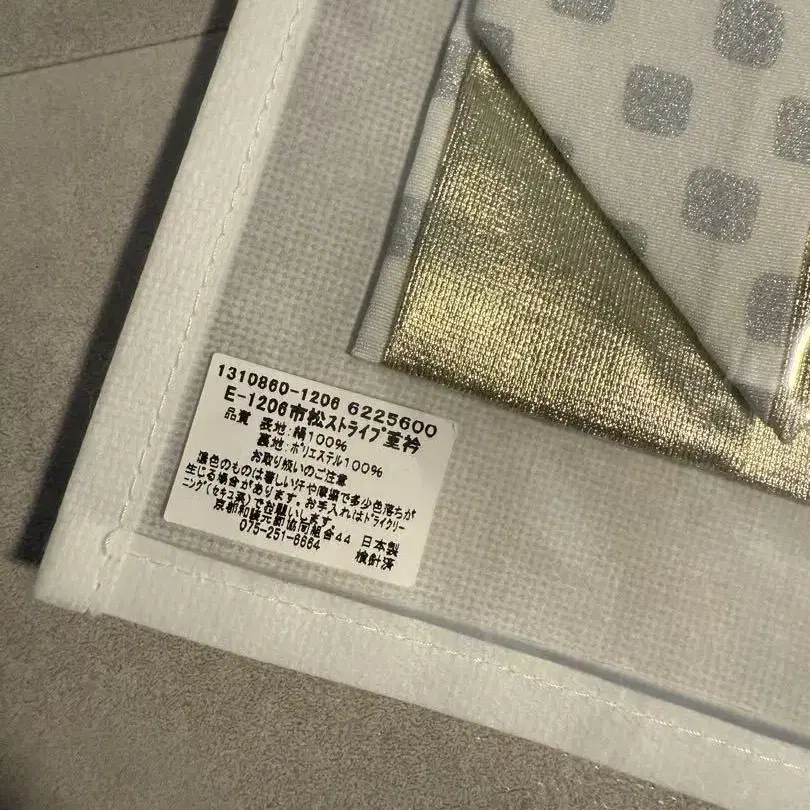 1310860-1206 6225600
E-1206市松ストライプ重衿
品質 表地:絹100%
裏地:ポリエステル100%
お取り扱いのご注意
濃色のものは著しい汗や摩擦で多少色落ちが
生じる場合があります。お手入れはドライクリー
ニング(セキユ系)でお願いします。
京都和装元卸協同組合44 日本製
075-251-6664 検針済